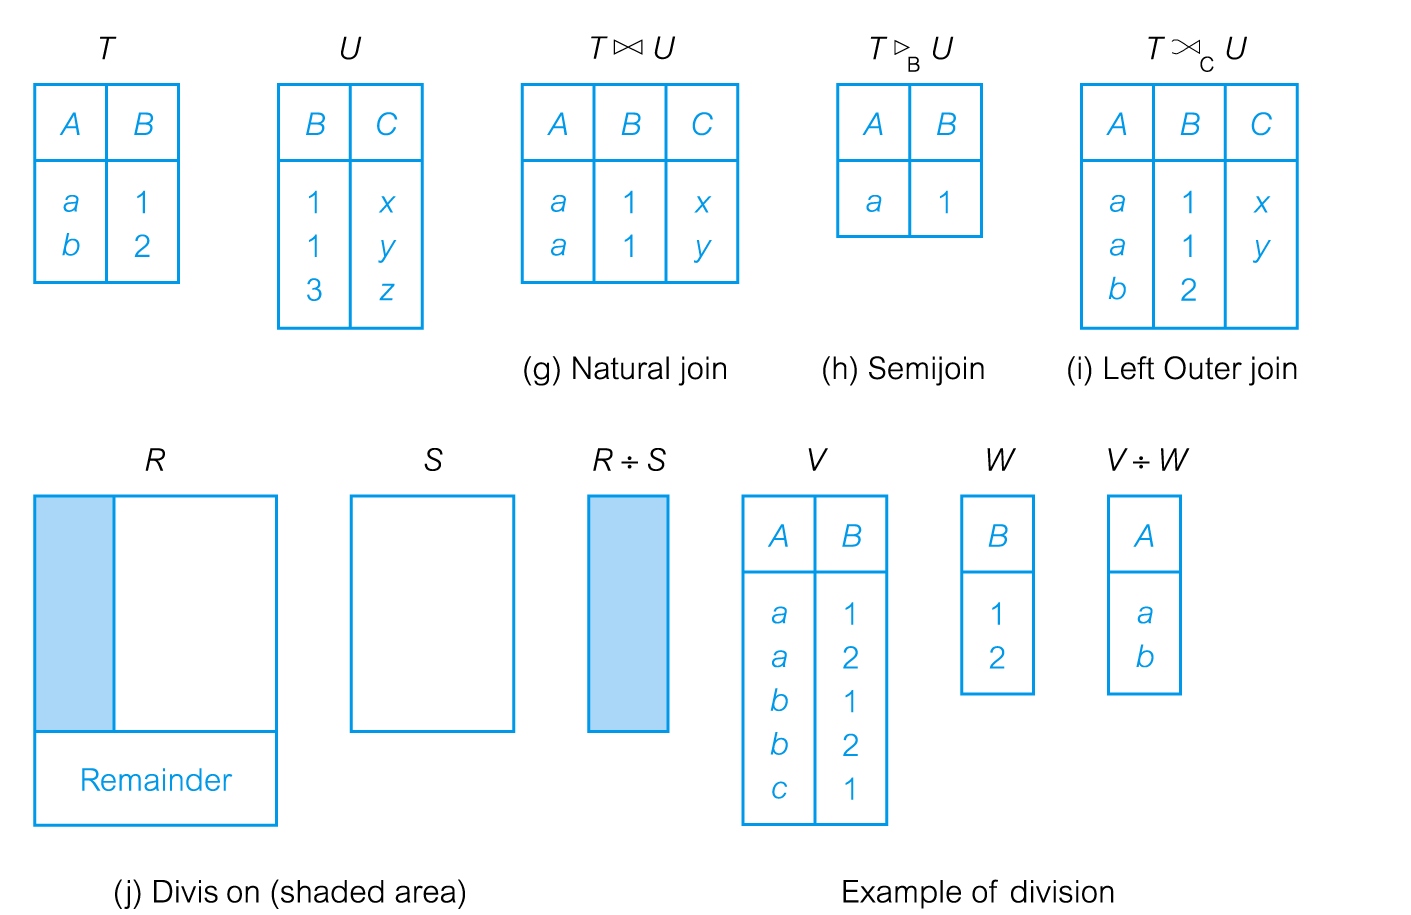 T U T ⋈ U T ▷B U T ⟕C U
A B B C A B C A B A B C
a 1 1 x a 1 x a 1 a 1 x
b 2 1 y a 1 y a 1 y
3 z b 2
(g) Natural join (h) Semijoin (i) Left Outer join
R S R ÷ S V W V ÷ W
A B B A
a 1 1 a
a 2 2 b
b 1
b 2
Remainder c 1
(j) Divis on (shaded area) Example of division